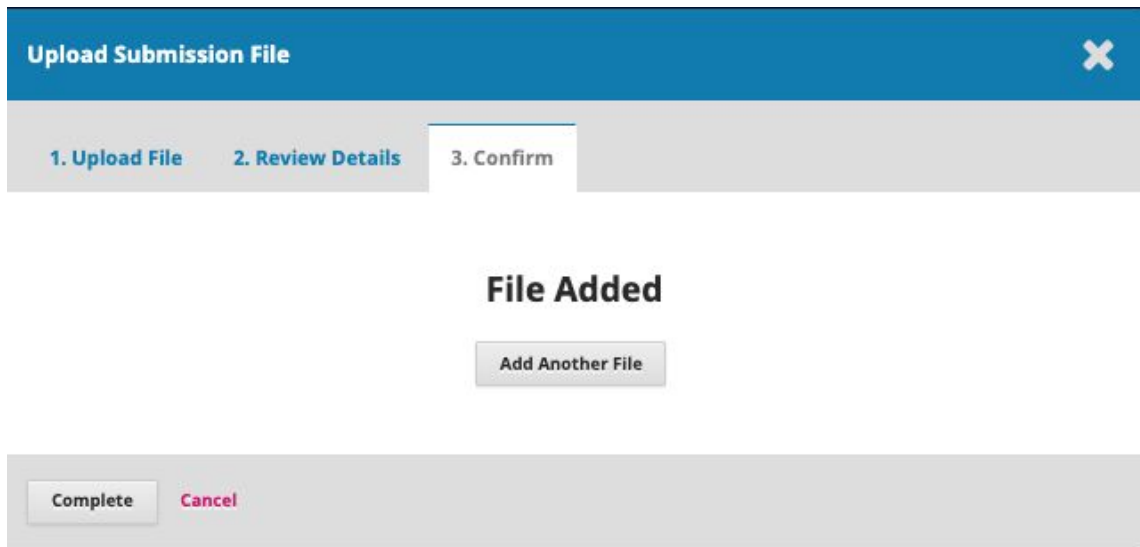 Upload Submission File
1. Upload File 2. Review Details 3. Confirm
File Added
Add Another File
Complete Cancel